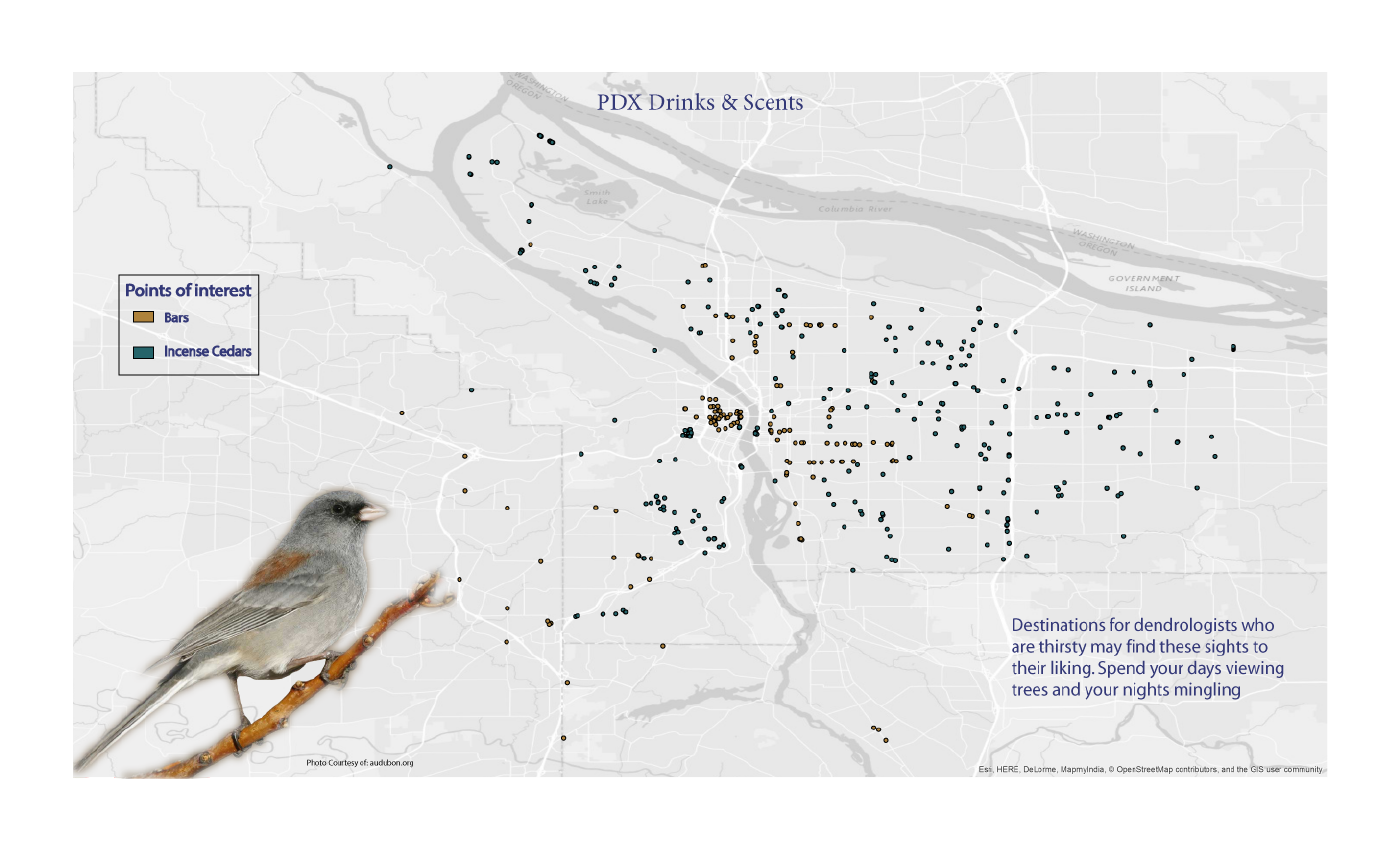 WASHINGTON
OREGON
PDX Drinks & Scents
Smith
Lake
Columbia River
WASHINGTON
OREGON
GOVERNMENT
ISLAND
Points of interest
Bars
Incense Cedars
Destinations for dendrologists who
are thirsty may find these sights to
their liking. Spend your days viewing
trees and your nights mingling
Photo Courtesy of: audubon.org
Esri, HERE, DeLorme, MapmyIndia, © OpenStreetMap contributors, and the GIS user community